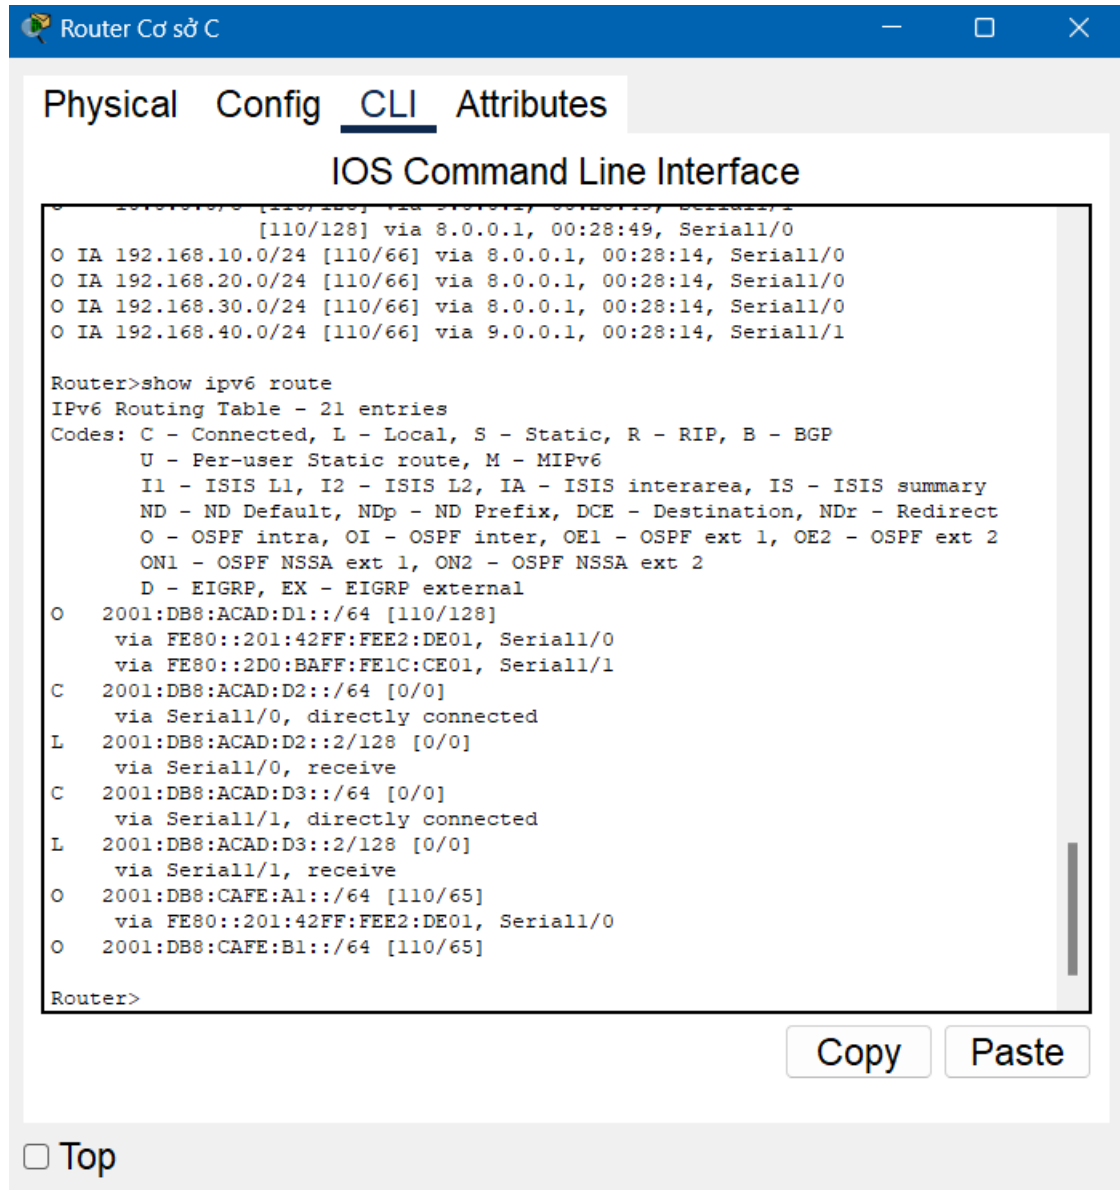 Router Cơ sở C
Physical Config CLI Attributes
IOS Command Line Interface
[110/128] via 8.0.0.1, 00:28:49, Serial1/0
O IA 192.168.10.0/24 [110/66] via 8.0.0.1, 00:28:14, Serial1/0
O IA 192.168.20.0/24 [110/66] via 8.0.0.1, 00:28:14, Serial1/0
O IA 192.168.30.0/24 [110/66] via 8.0.0.1, 00:28:14, Serial1/0
O IA 192.168.40.0/24 [110/66] via 9.0.0.1, 00:28:14, Serial1/1
Router>show ipv6 route
IPv6 Routing Table - 21 entries
Codes: C - Connected, L - Local, S - Static, R - RIP, B - BGP
U - Per-user Static route, M - MIPv6
I1 - ISIS L1, I2 - ISIS L2, IA - ISIS interarea, IS - ISIS summary
ND - ND Default, NDp - ND Prefix, DCE - Destination, NDr - Redirect
O - OSPF intra, OI - OSPF inter, OE1 - OSPF ext 1, OE2 - OSPF ext 2
ON1 - OSPF NSSA ext 1, ON2 - OSPF NSSA ext 2
D - EIGRP, EX - EIGRP external
O 2001:DB8:ACAD:D1::/64 [110/128]
via FE80::201:42FF:FEE2:DE01, Serial1/0
via FE80::2D0:BAFF:FE1C:CE01, Serial1/1
C 2001:DB8:ACAD:D2::/64 [0/0]
via Serial1/0, directly connected
L 2001:DB8:ACAD:D2::2/128 [0/0]
via Serial1/0, receive
C 2001:DB8:ACAD:D3::/64 [0/0]
via Serial1/1, directly connected
L 2001:DB8:ACAD:D3::2/128 [0/0]
via Serial1/1, receive
O 2001:DB8:CAFE:A1::/64 [110/65]
via FE80::201:42FF:FEE2:DE01, Serial1/0
O 2001:DB8:CAFE:B1::/64 [110/65]
Router>
Copy Paste
Top